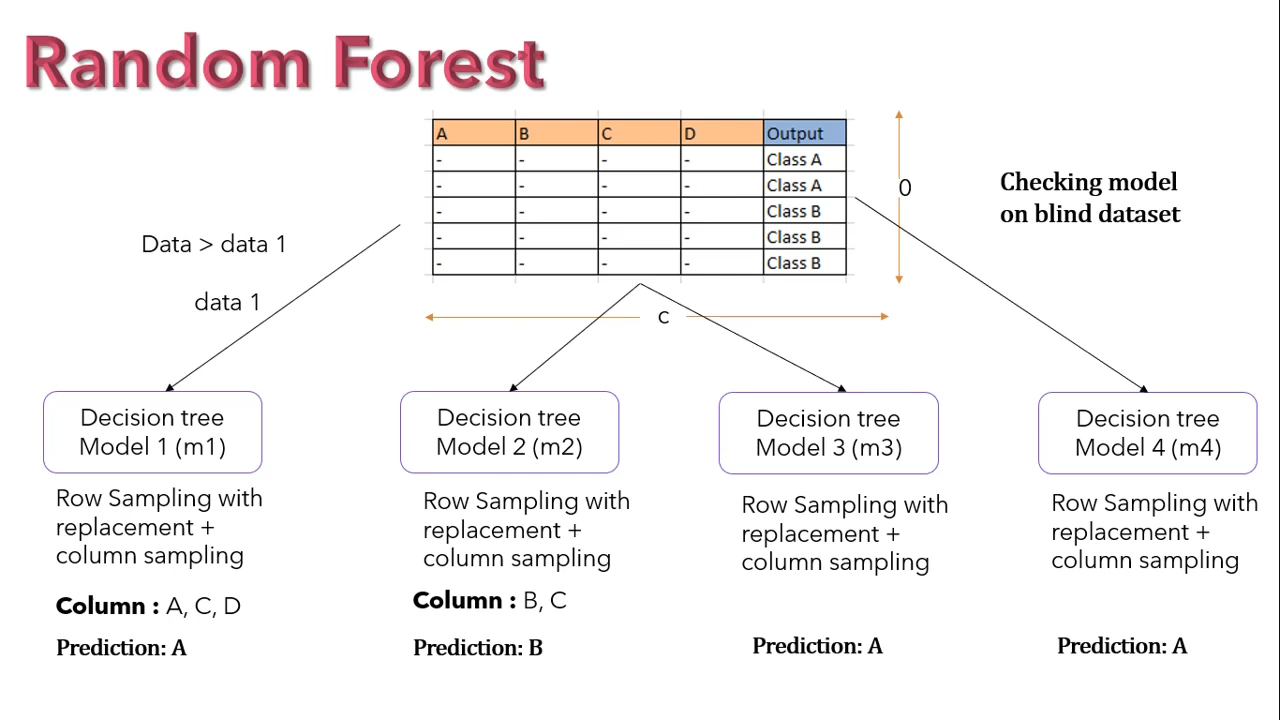 Random Forest
A B C D Output
- - - - Class A
- - - - Class A
- - - - Class B
- - - - Class B
- - - - Class B
0
c
Checking model
on blind dataset
Data > data 1
data 1
Decision tree
Model 1 (m1)
Row Sampling with
replacement +
column sampling
Column : A, C, D
Prediction: A
Decision tree
Model 2 (m2)
Row Sampling with
replacement +
column sampling
Column : B, C
Prediction: B
Decision tree
Model 3 (m3)
Row Sampling with
replacement +
column sampling
Prediction: A
Decision tree
Model 4 (m4)
Row Sampling with
replacement +
column sampling
Prediction: A